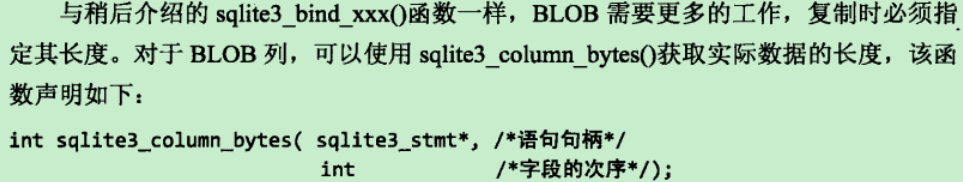 与稍后介绍的 sqlite3_bind_xxx()函数一样，BLOB 需要更多的工作，复制时必须指
定其长度。对于 BLOB 列，可以使用 sqlite3_column_bytes()获取实际数据的长度，该函
数声明如下：
int sqlite3_column_bytes( sqlite3_stmt*, /*语句句柄*/
int /*字段的次序*/);